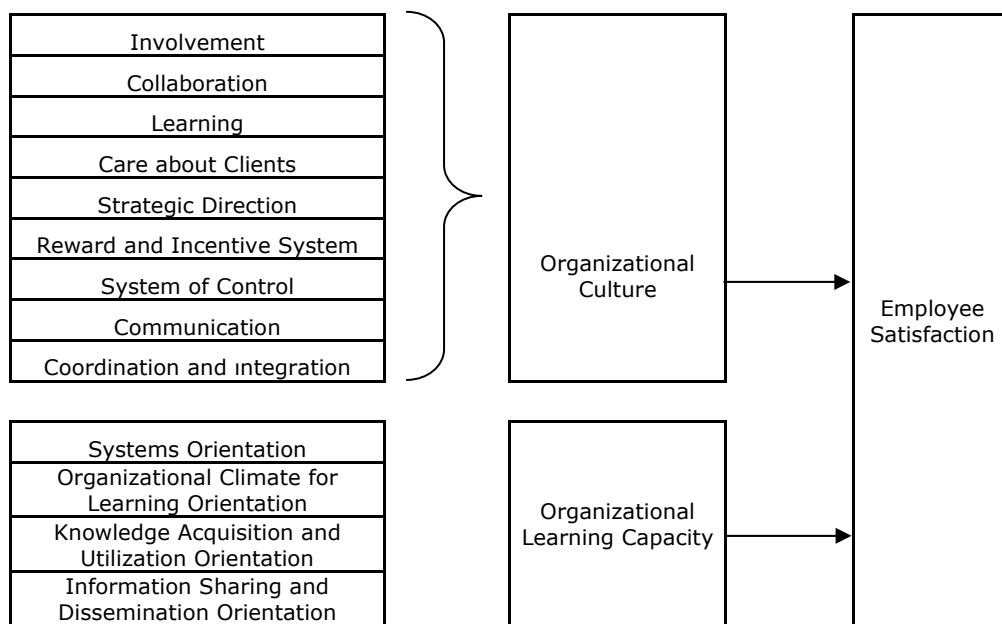 Involvement
Collaboration
Learning
Care about Clients
Strategic Direction
Reward and Incentive System
System of Control
Communication
Coordination and ıntegration
Organizational
Culture
Employee
Satisfaction
Systems Orientation
Organizational Climate for
Learning Orientation
Knowledge Acquisition and
Utilization Orientation
Information Sharing and
Dissemination Orientation
Organizational
Learning Capacity